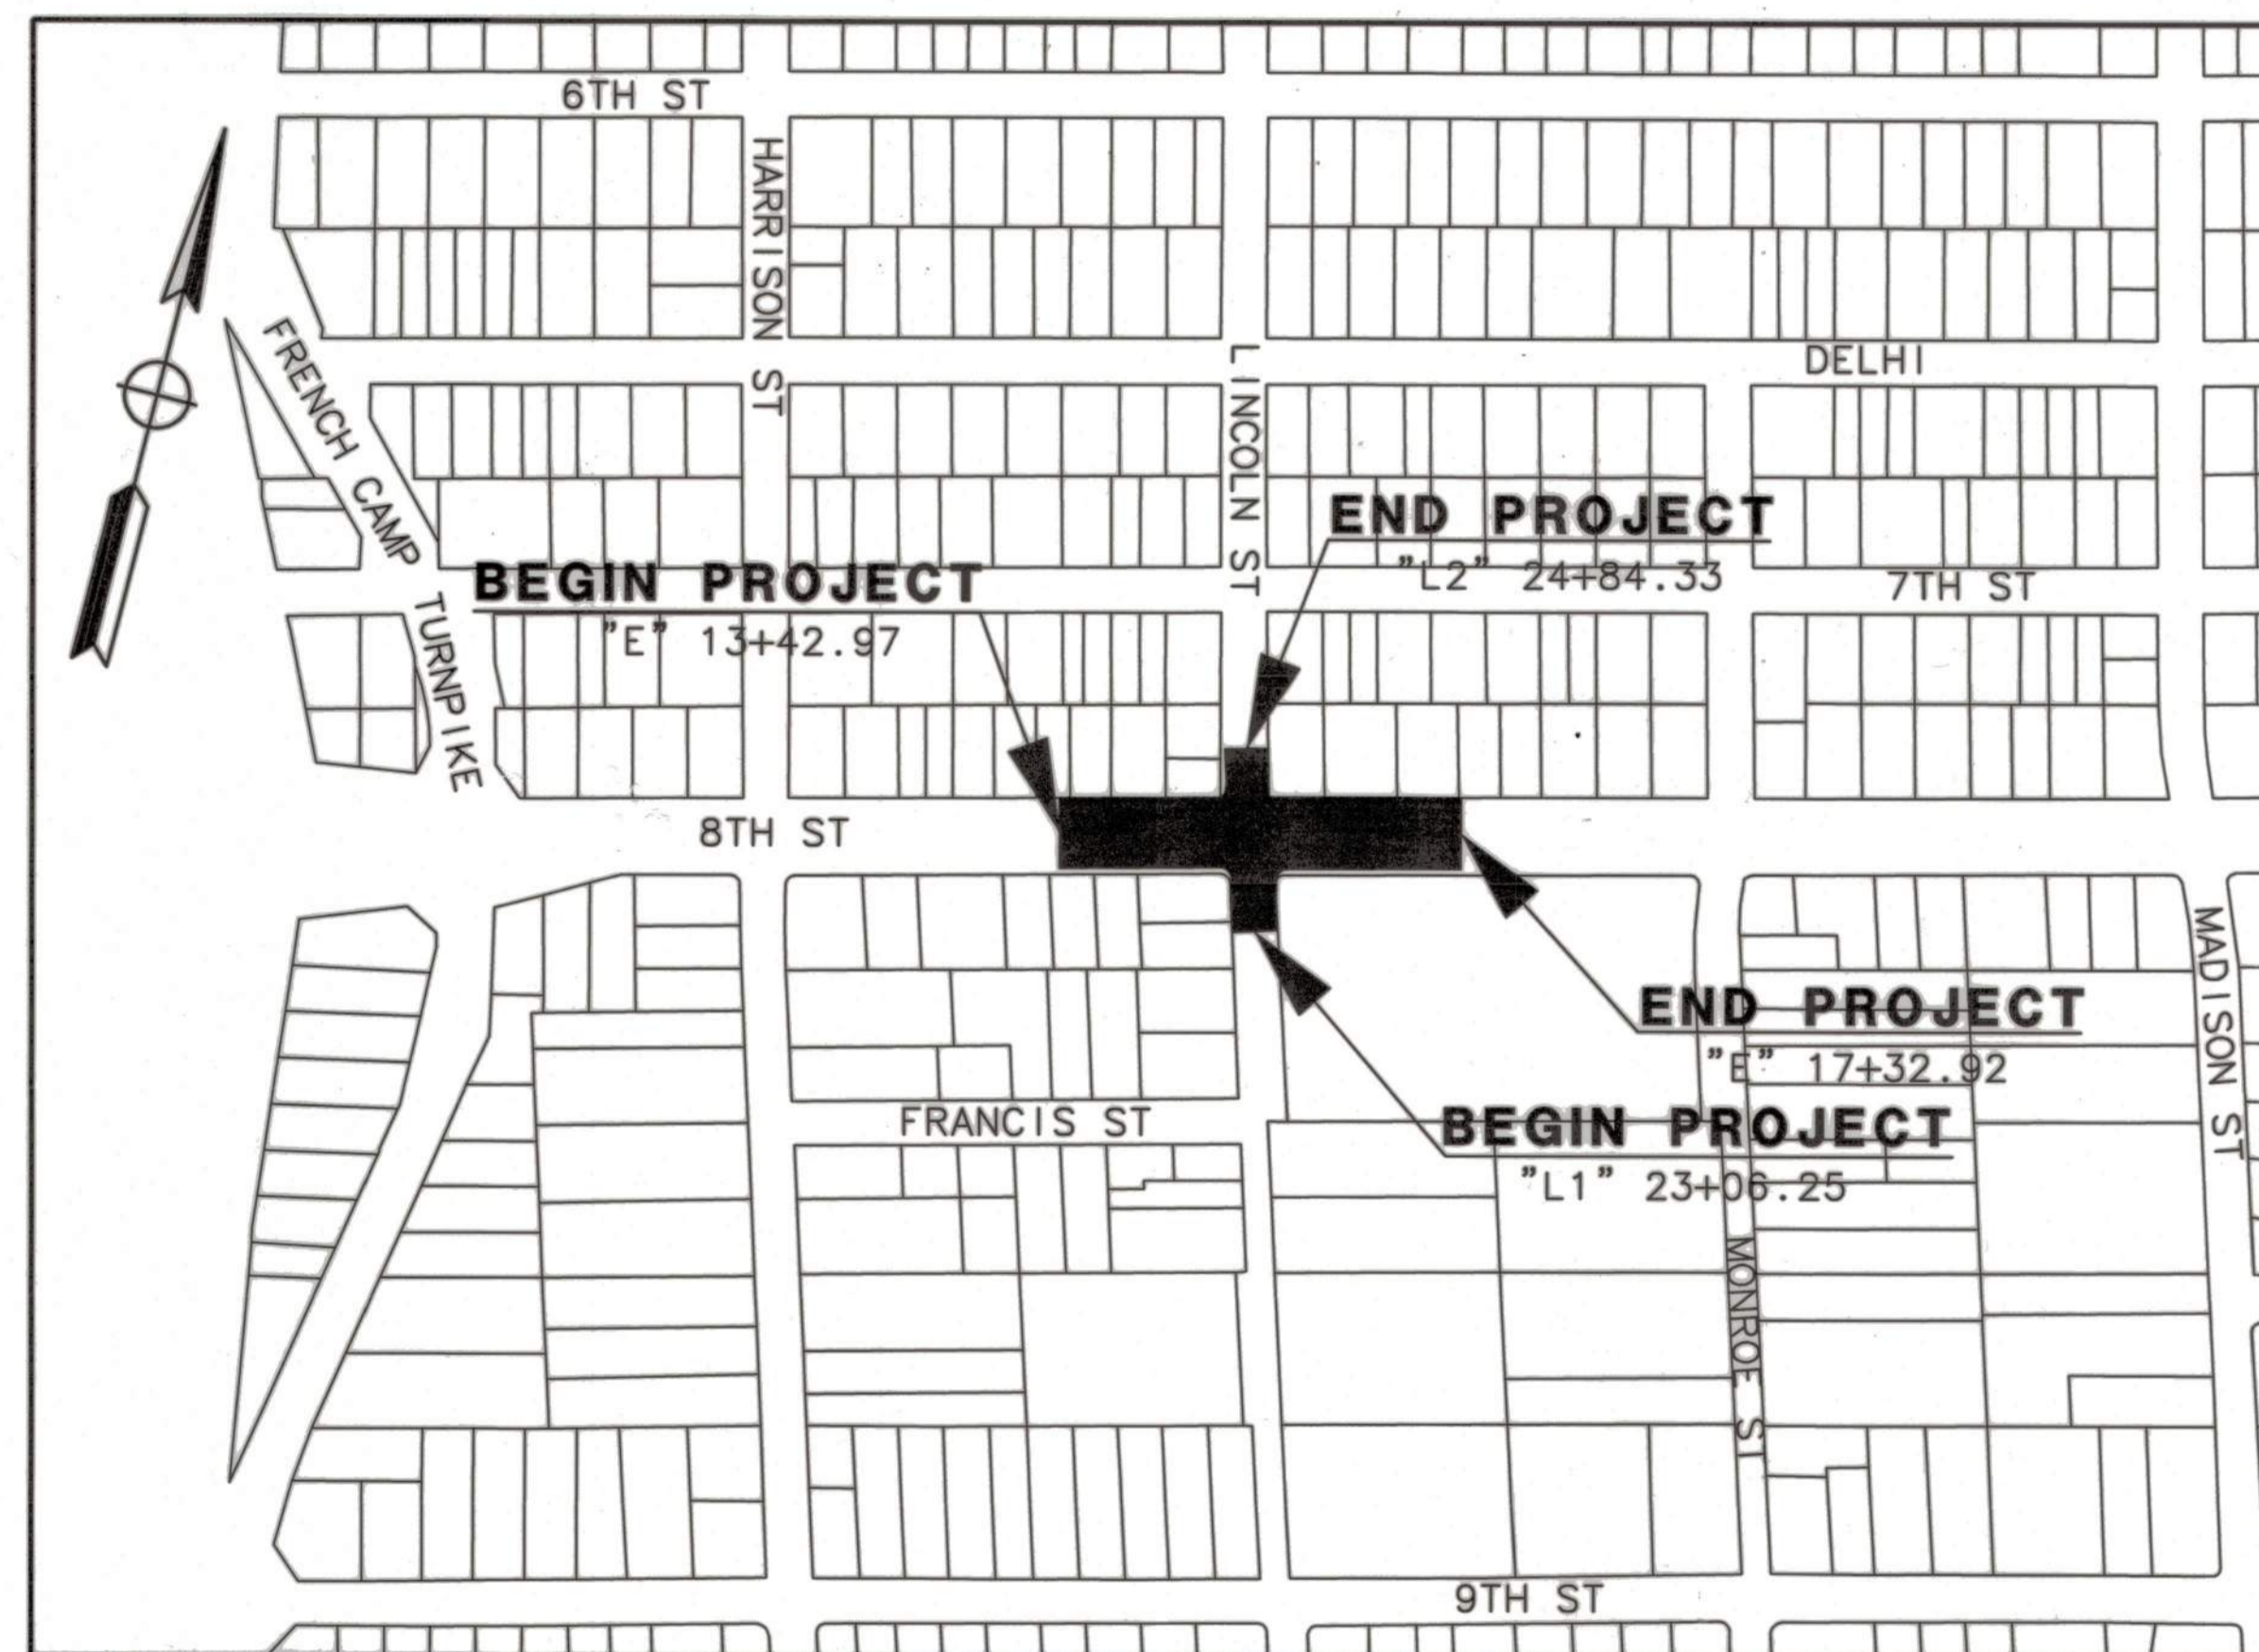 6TH ST
HARRISON ST
FRENCH CAMP TURNPIKE
LINCOLN ST
DELHI
END PROJECT
"L2" 24+84.33
BEGIN PROJECT
"E" 13+42.97
7TH ST
8TH ST
MADISON ST
END PROJECT
"E" 17+32.92
FRANCIS ST
BEGIN PROJECT
"L1" 23+06.25
MONROE ST
9TH ST